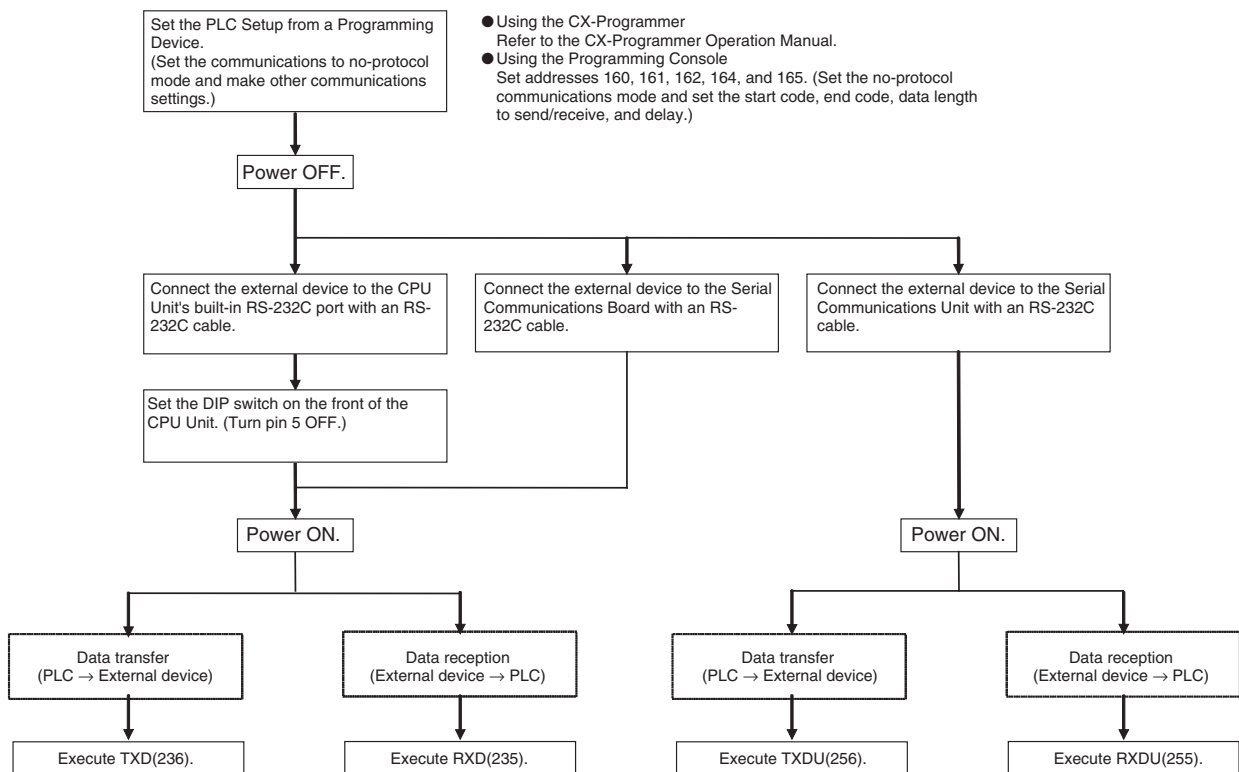 Set the PLC Setup from a Programming
Device.
(Set the communications to no-protocol
mode and make other communications
settings.)
● Using the CX-Programmer
Refer to the CX-Programmer Operation Manual.
● Using the Programming Console
Set addresses 160, 161, 162, 164, and 165. (Set the no-protocol
communications mode and set the start code, end code, data length
to send/receive, and delay.)
Power OFF.
Connect the external device to the CPU
Unit's built-in RS-232C port with an RS-
232C cable.
Connect the external device to the Serial
Communications Board with an RS-
232C cable.
Connect the external device to the Serial
Communications Unit with an RS-232C
cable.
Set the DIP switch on the front of the
CPU Unit. (Turn pin 5 OFF.)
Power ON.
Power ON.
Data transfer
(PLC → External device)
Data reception
(External device → PLC)
Data transfer
(PLC → External device)
Data reception
(External device → PLC)
Execute TXD(236).
Execute RXD(235).
Execute TXDU(256).
Execute RXDU(255).